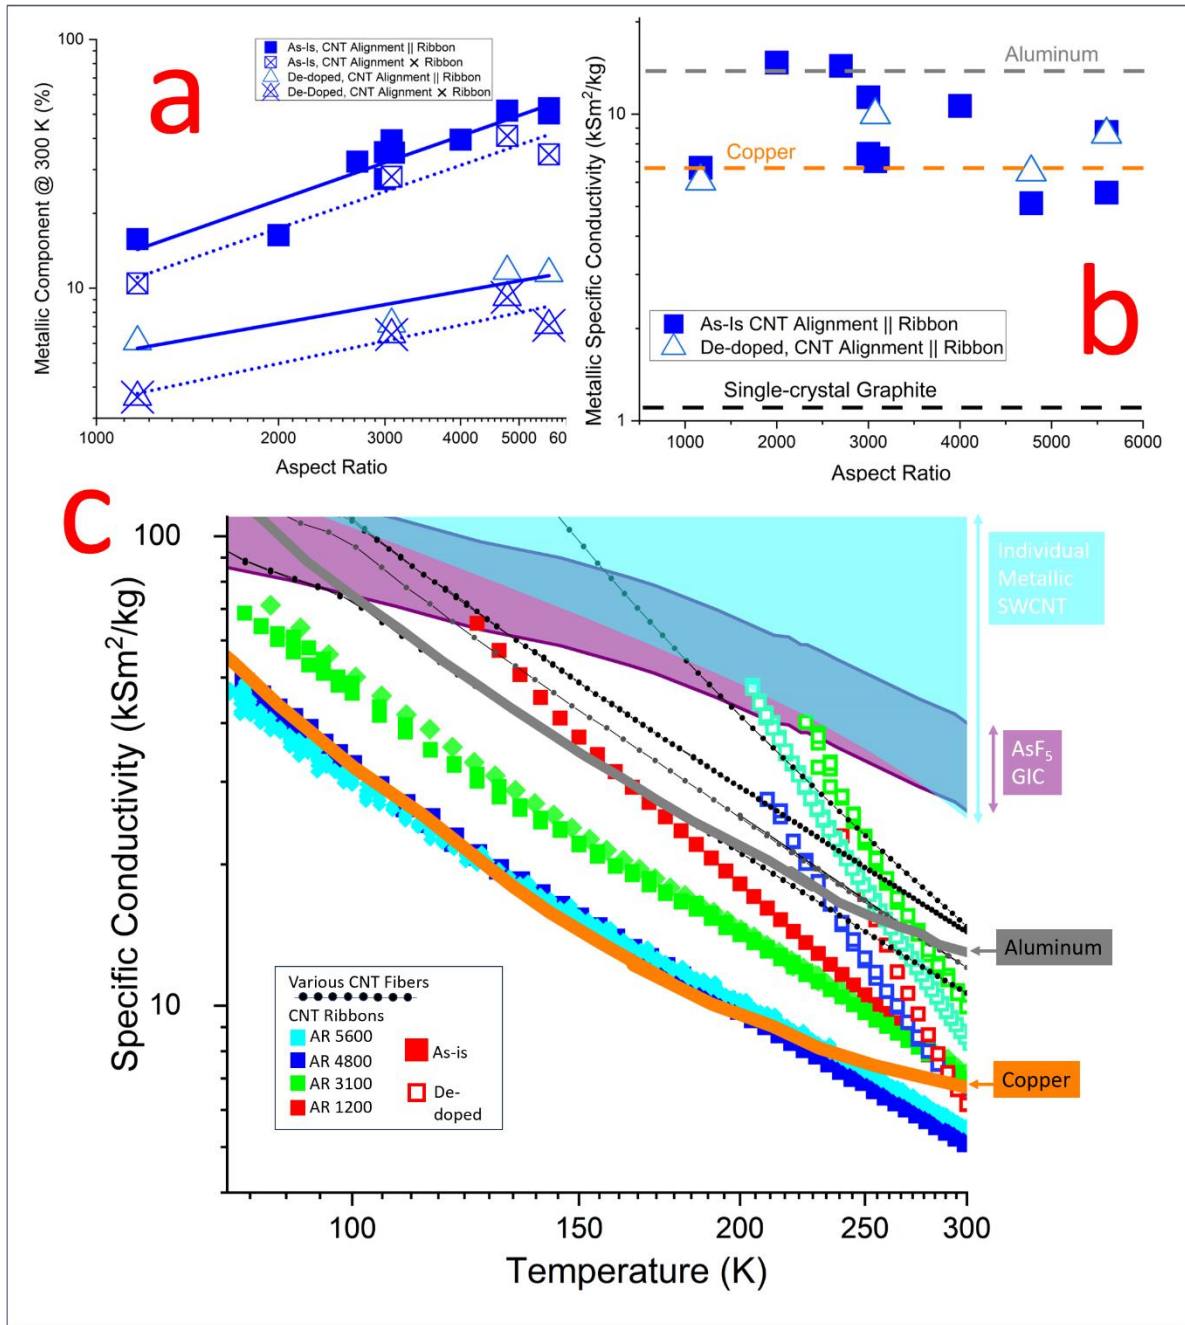 a
100
10
Metallic Component @ 300 K (%)
As-Is, CNT Alignment || Ribbon
As-Is, CNT Alignment × Ribbon
De-doped, CNT Alignment || Ribbon
De-Doped, CNT Alignment × Ribbon
1000 2000 3000 4000 5000 60
Aspect Ratio
b
10
1
Metallic Specific Conductivity (kSm²/kg)
Aluminum
Copper
As-Is CNT Alignment || Ribbon
De-doped, CNT Alignment || Ribbon
Single-crystal Graphite
1000 2000 3000 4000 5000 6000
Aspect Ratio
c
100
10
Specific Conductivity (kSm²/kg)
Individual
Metallic
SWCNT
AsF₅
GIC
Aluminum
Copper
Various CNT Fibers
CNT Ribbons
AR 5600
AR 4800
AR 3100
AR 1200
As-is
De-
doped
100 150 200 250 300
Temperature (K)